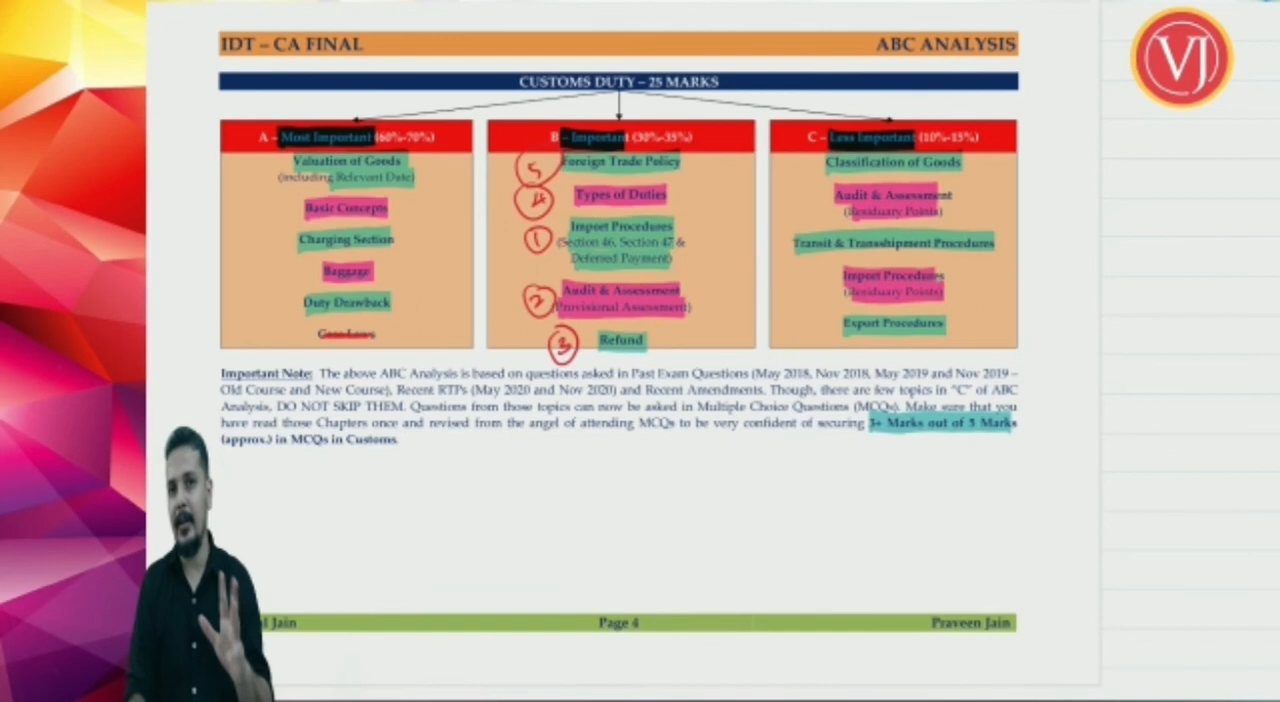 IDT – CA FINAL
ABC ANALYSIS
VJ
CUSTOMS DUTY – 25 MARKS
A – Most Important (60%-70%)
Valuation of Goods
(including Relevant Date)
Basic Concepts
Charging Section
Baggage
Duty Drawback
Case Laws
B – Important (30%-35%)
5
Foreign Trade Policy
4
Types of Duties
1
Import Procedures
(Section 46, Section 47 &
Deferred Payment)
2
Audit & Assessment
(Provisional Assessment)
3
Refund
C – Less Important (10%-15%)
Classification of Goods
Audit & Assessment
(Residuary Points)
Transit & Transshipment Procedures
Import Procedures
(Residuary Points)
Export Procedures
Important Note: The above ABC Analysis is based on questions asked in Past Exam Questions (May 2018, Nov 2018, May 2019 and Nov 2019 –
Old Course and New Course), Recent RTPs (May 2020 and Nov 2020) and Recent Amendments. Though, there are few topics in “C” of ABC
Analysis, DO NOT SKIP THEM. Questions from those topics can now be asked in Multiple Choice Questions (MCQs). Make sure that you
have read those Chapters once and revised from the angel of attending MCQs to be very confident of securing 3+ Marks out of 5 Marks
(approx.) in MCQs in Customs.
Jain
Page 4
Praveen Jain